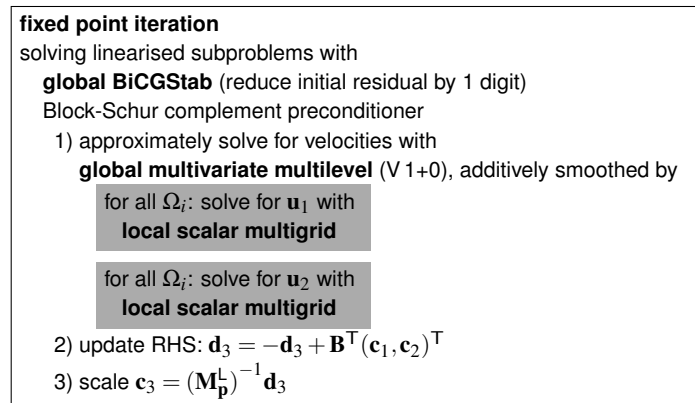 fixed point iteration
solving linearised subproblems with
global BiCGStab (reduce initial residual by 1 digit)
Block-Schur complement preconditioner
1) approximately solve for velocities with
global multivariate multilevel (V 1+0), additively smoothed by
for all Ωᵢ: solve for u₁ with
local scalar multigrid
for all Ωᵢ: solve for u₂ with
local scalar multigrid
2) update RHS: d₃ = −d₃ + Bᵀ(c₁, c₂)ᵀ
3) scale c₃ = (Mₚᴸ)⁻¹d₃